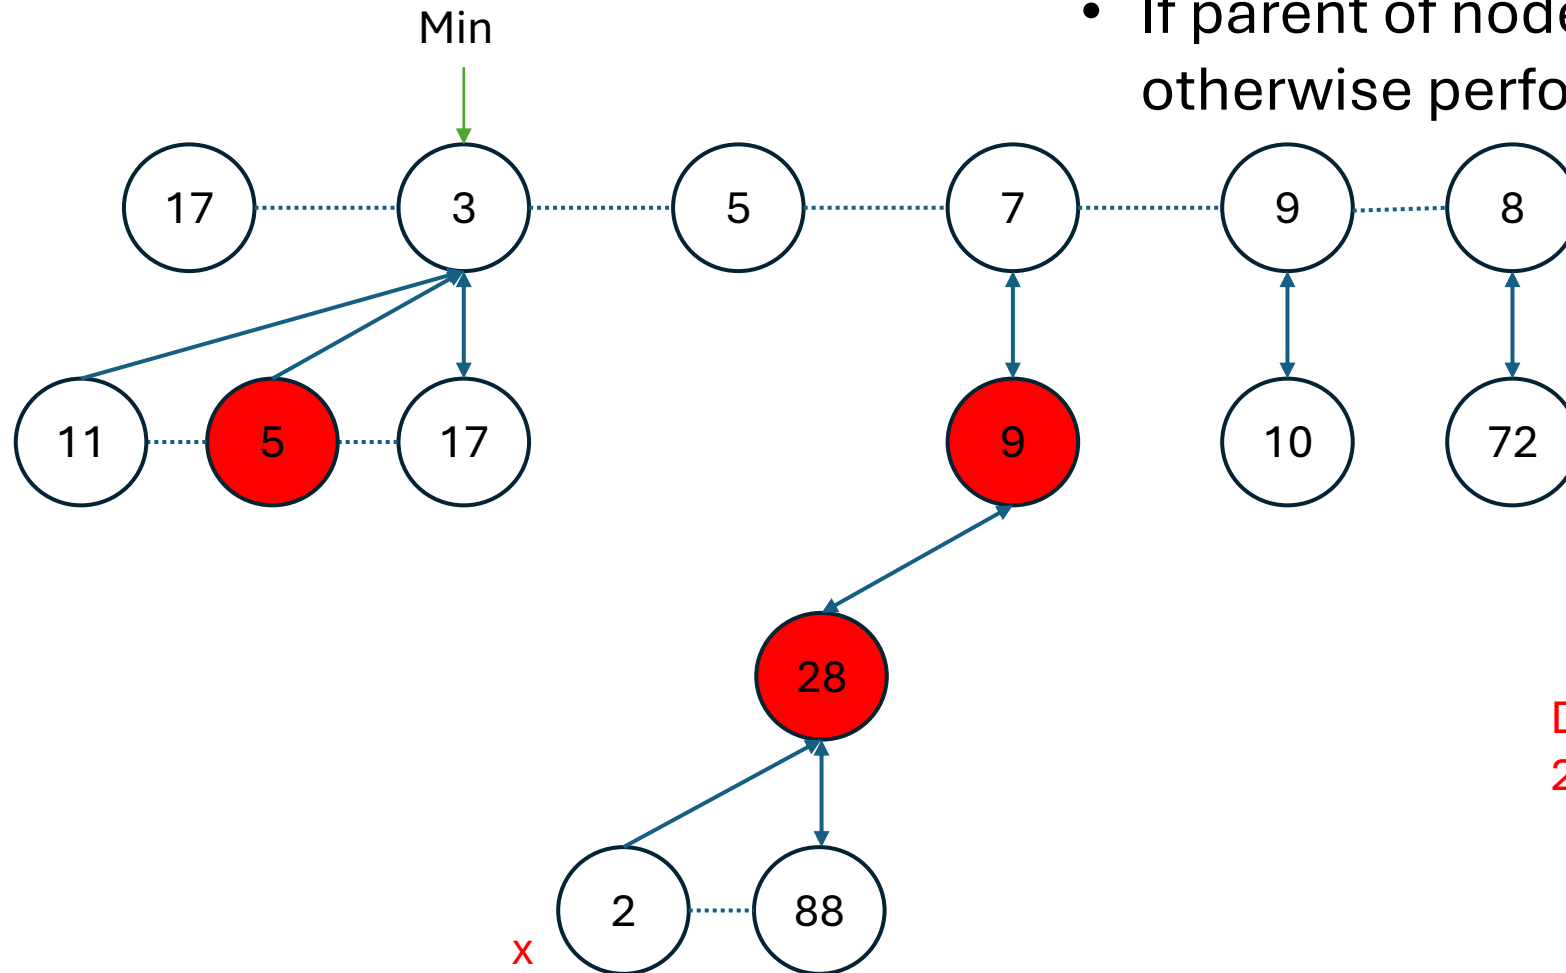 Min
• If parent of node
otherwise perfo
17 3 5 7 9 8
11 5 17 9 10 72
28
2 88
x